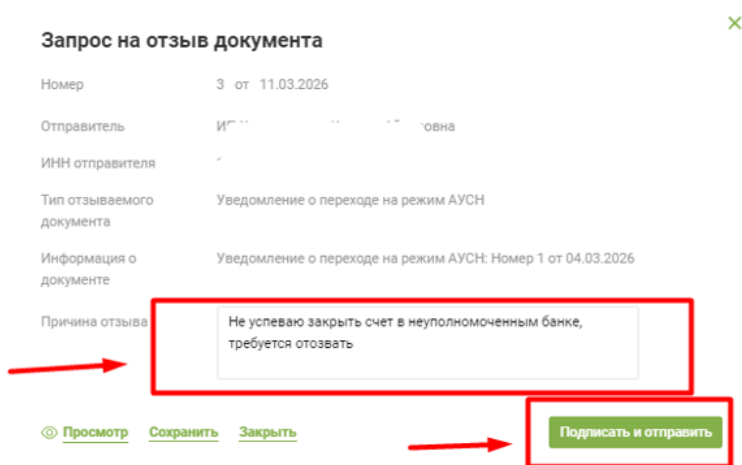 Запрос на отзыв документа
Номер 3 от 11.03.2026
Отправитель
ИНН отправителя
Тип отзываемого Уведомление о переходе на режим АУСН
документа
Информация о Уведомление о переходе на режим АУСН: Номер 1 от 04.03.2026
документе
Причина отзыва Не успеваю закрыть счет в неуполномоченным банке,
требуется отозвать
Просмотр Сохранить Закрыть Подписать и отправить